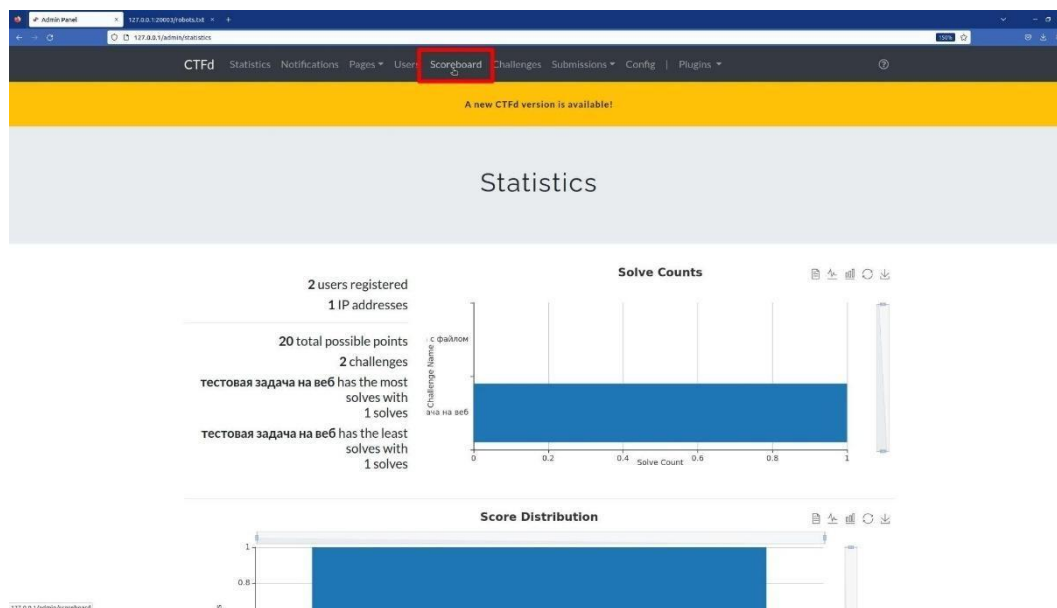 Admin Panel
127.0.0.1:20003/robots.txt
127.0.0.1/admin/statistics
150%
CTFd Statistics Notifications Pages Users Scoreboard Challenges Submissions Config | Plugins
A new CTFd version is available!
Statistics
2 users registered
1 IP addresses
20 total possible points
2 challenges
тестовая задача на веб has the most
solves with
1 solves
тестовая задача на веб has the least
solves with
1 solves
Solve Counts
Challenge Name
с файлом
ача на веб
0 0.2 0.4 0.6 0.8 1
Solve Count
Score Distribution
1
0.8
127.0.0.1/admin/scoreboard